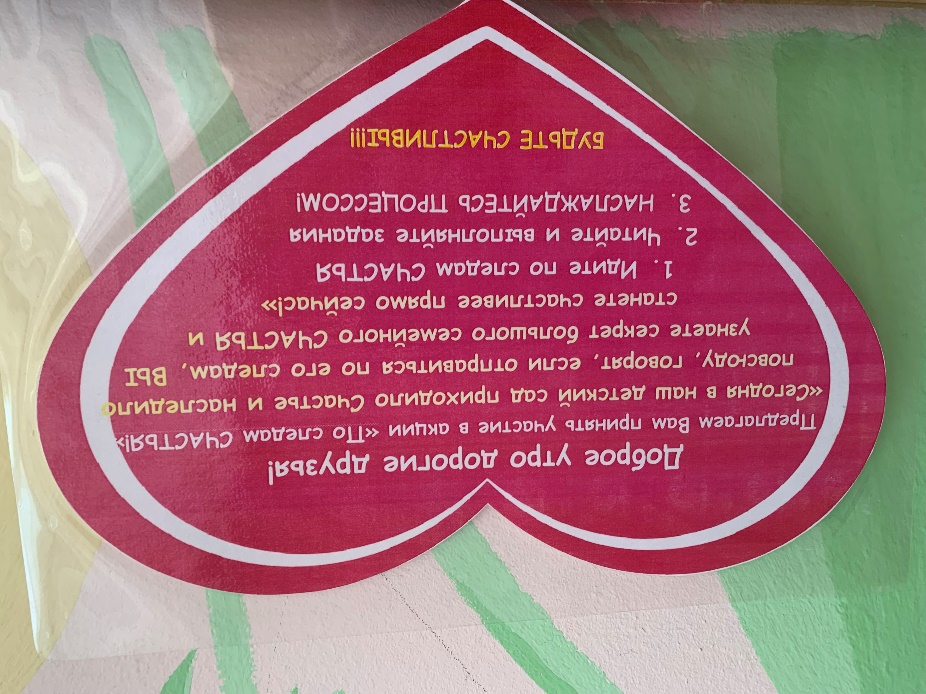 Доброе утро дорогие друзья!
Предлагаем Вам принять участие в акции «По следам СЧАСТЬЯ!»
«Сегодня в наш детский сад приходило Счастье и наследило
повсюду, говорят, если отправиться по его следам, ВЫ
узнаете секрет большого семейного СЧАСТЬЯ и
станете счастливее прямо сейчас!»
1. Идите по следам СЧАСТЬЯ
2. Читайте и выполняйте задания
3. НАСЛАЖДАЙТЕСЬ ПРОЦЕССОМ!
БУДЬТЕ СЧАСТЛИВЫ!!!